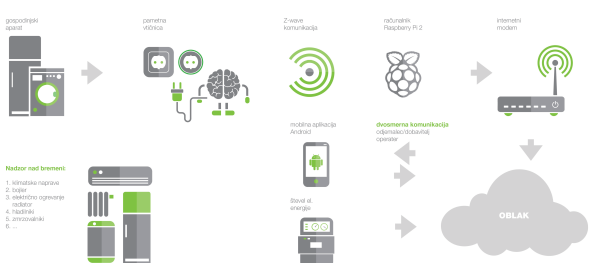 gospodinjski
aparat
pametna
vtičnica
Z-wave
komunikacija
računalnik
Raspberry Pi 2
internetni
modem
mobilna aplikacija
Android
dvosmerna komunikacija
odjemalec/dobavitelj
operater
Nadzor nad bremeni:
1. klimatske naprave
2. bojler
3. električno ogrevanje
radiator
4. hladilniki
5. zmrzovalniki
6. ...
števci el.
energije
OBLAK